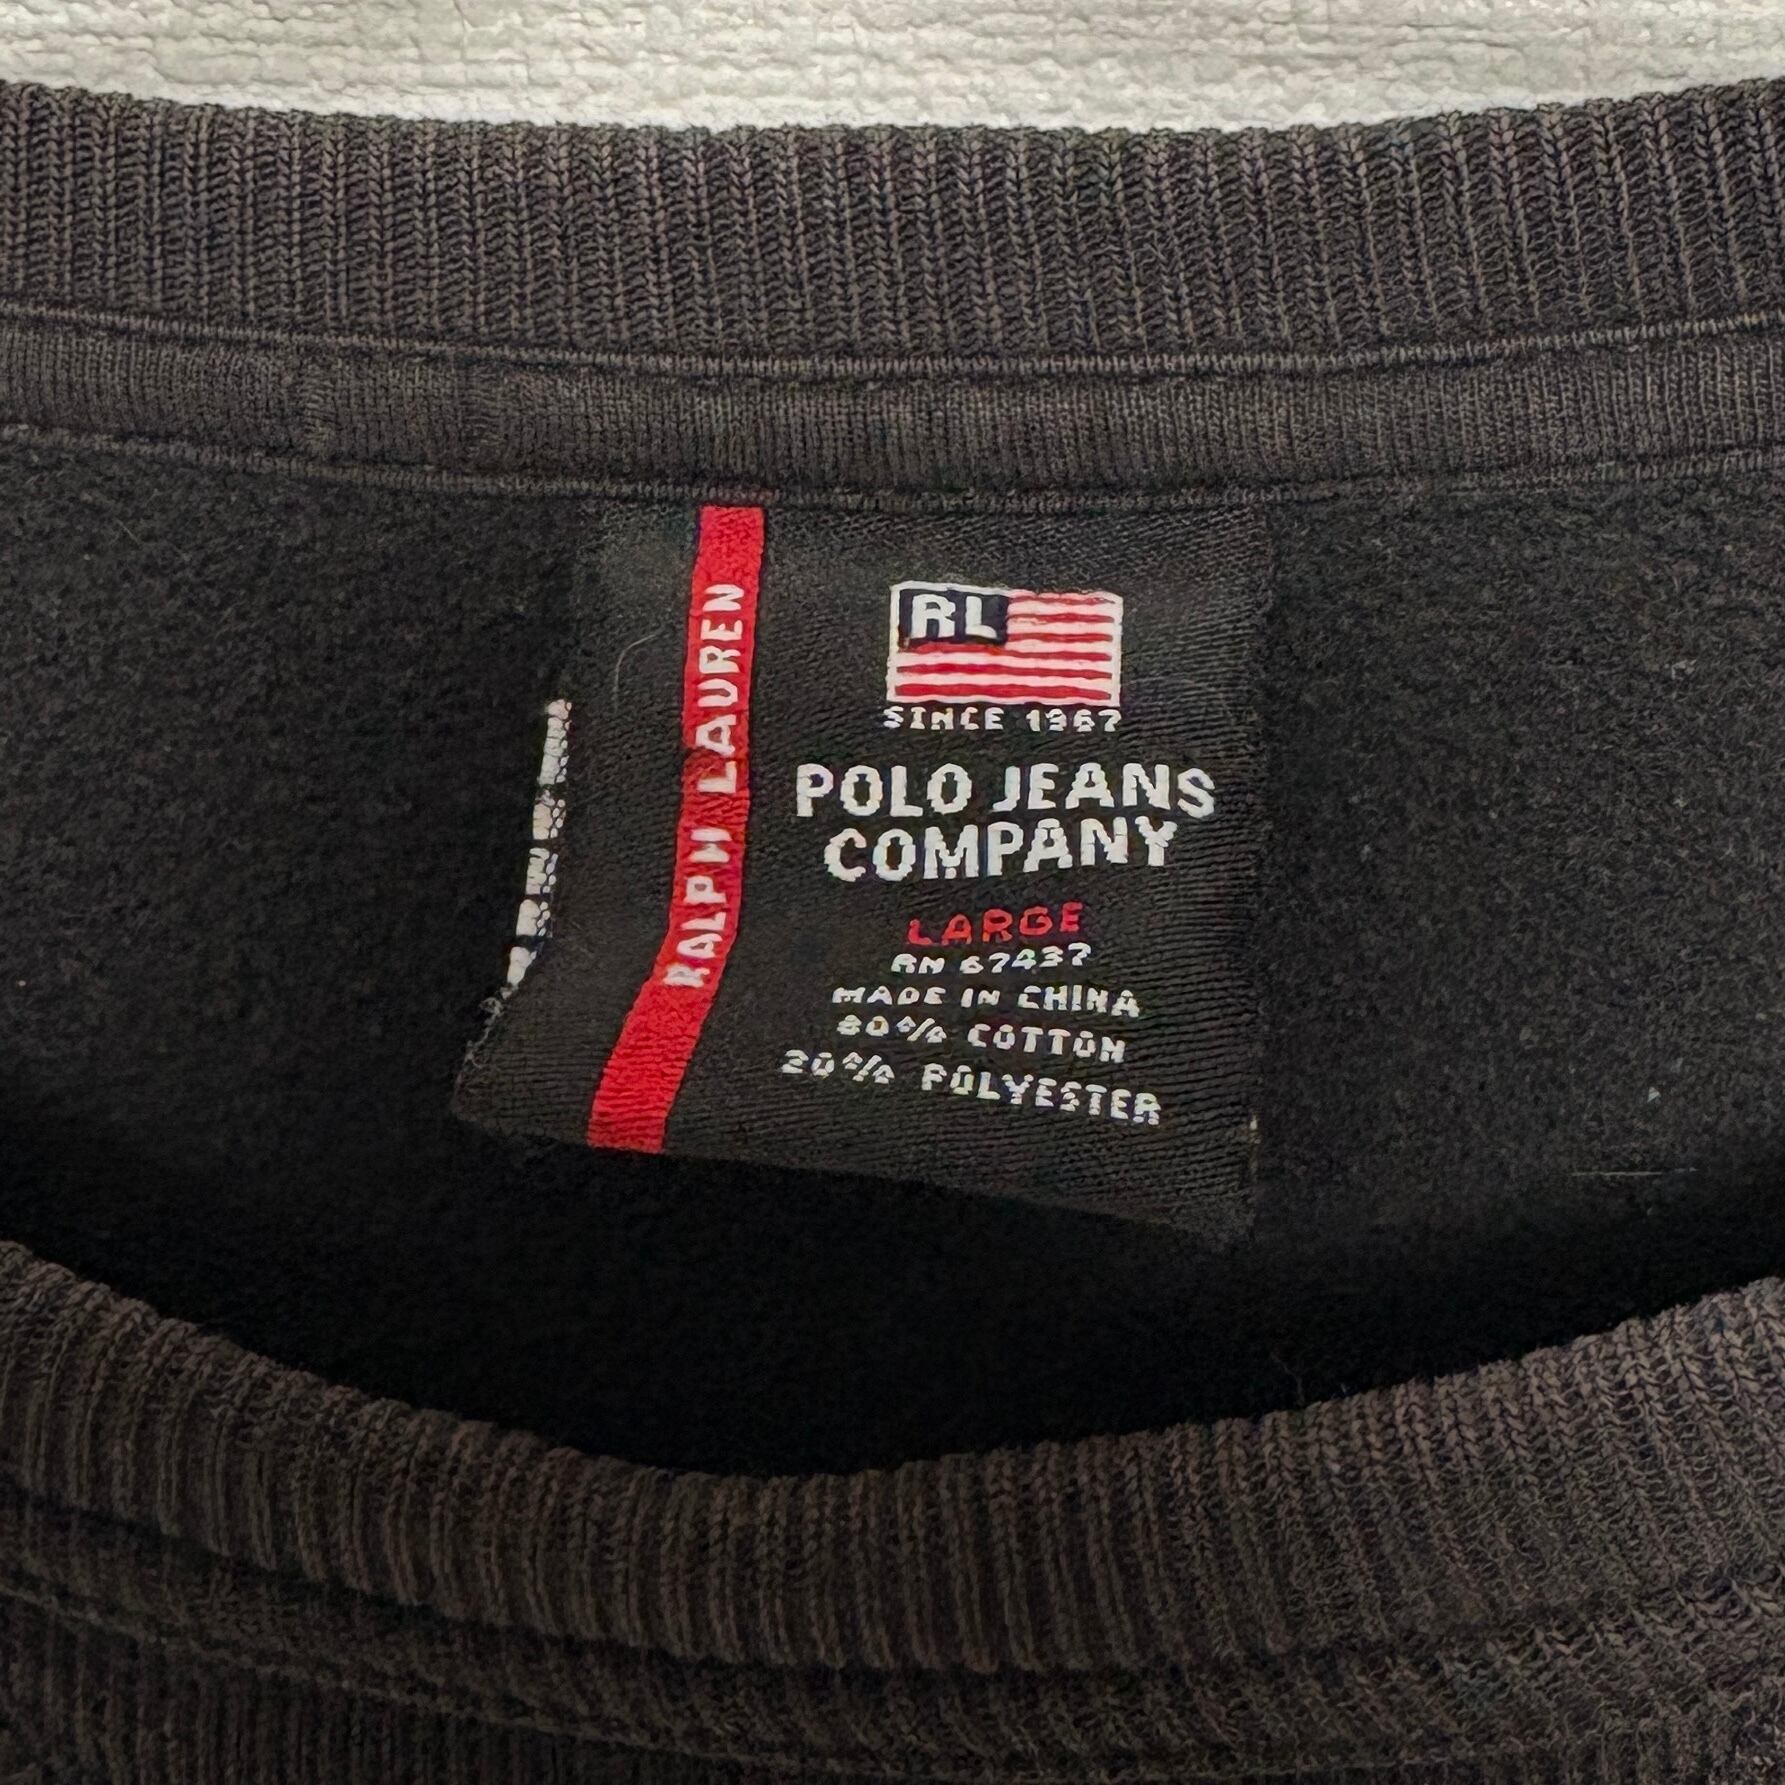 RALPH LAUREN
RL
SINCE 1967
POLO JEANS
COMPANY
LARGE
RN 67437
MADE IN CHINA
80% COTTON
20% POLYESTER